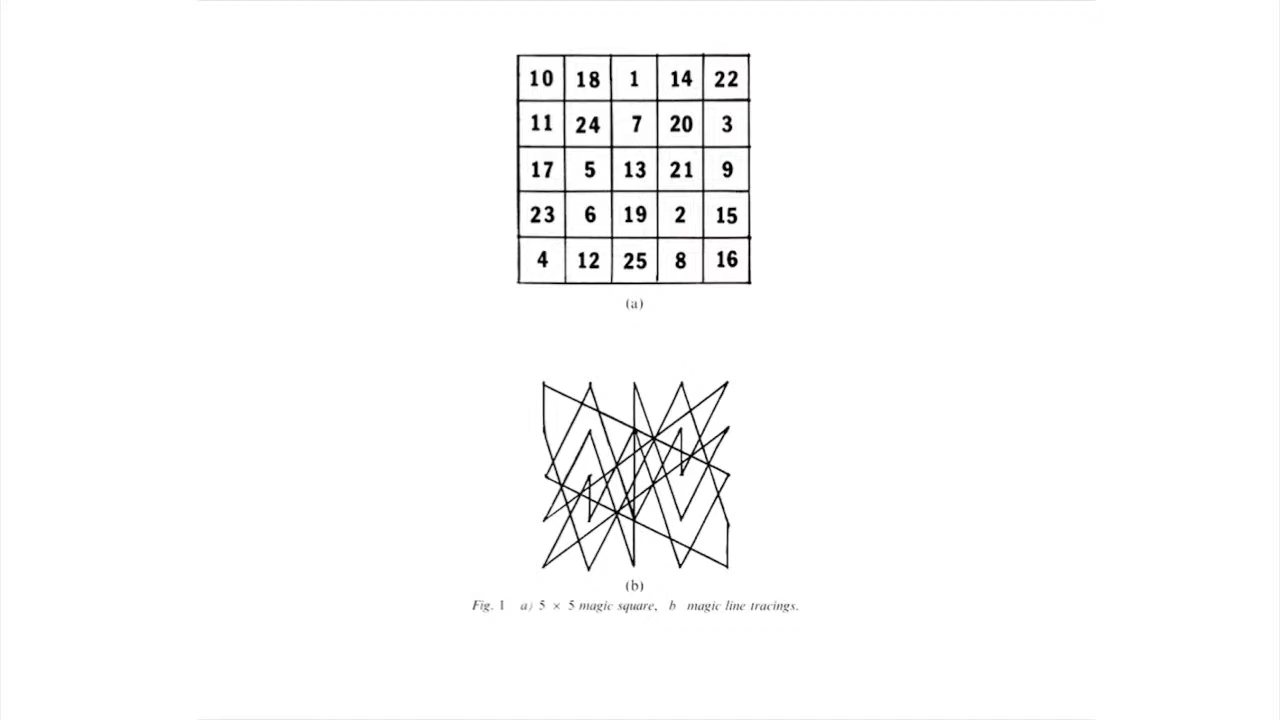 10 18 1 14 22
11 24 7 20 3
17 5 13 21 9
23 6 19 2 15
4 12 25 8 16
(a)
(b)
Fig. 1 a) 5 × 5 magic square, b magic line tracings.